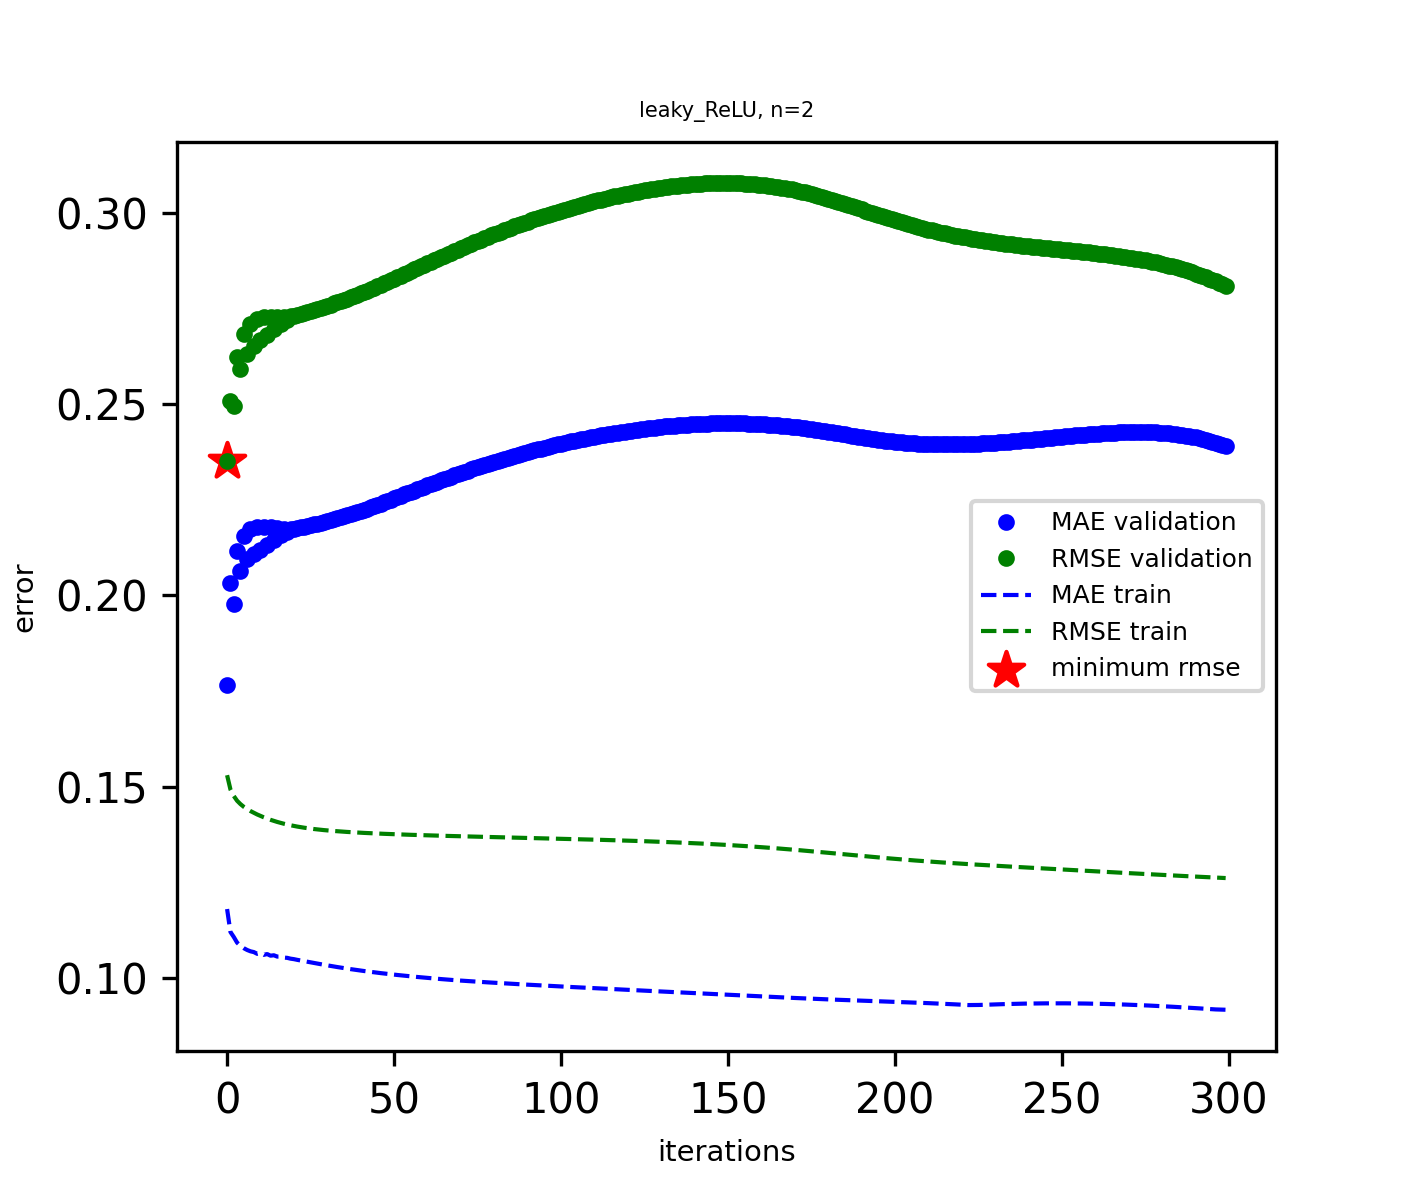 leaky_ReLU, n=2
0.30
0.25
0.20
0.15
0.10
error
MAE validation
RMSE validation
MAE train
RMSE train
minimum rmse
0 50 100 150 200 250 300
iterations